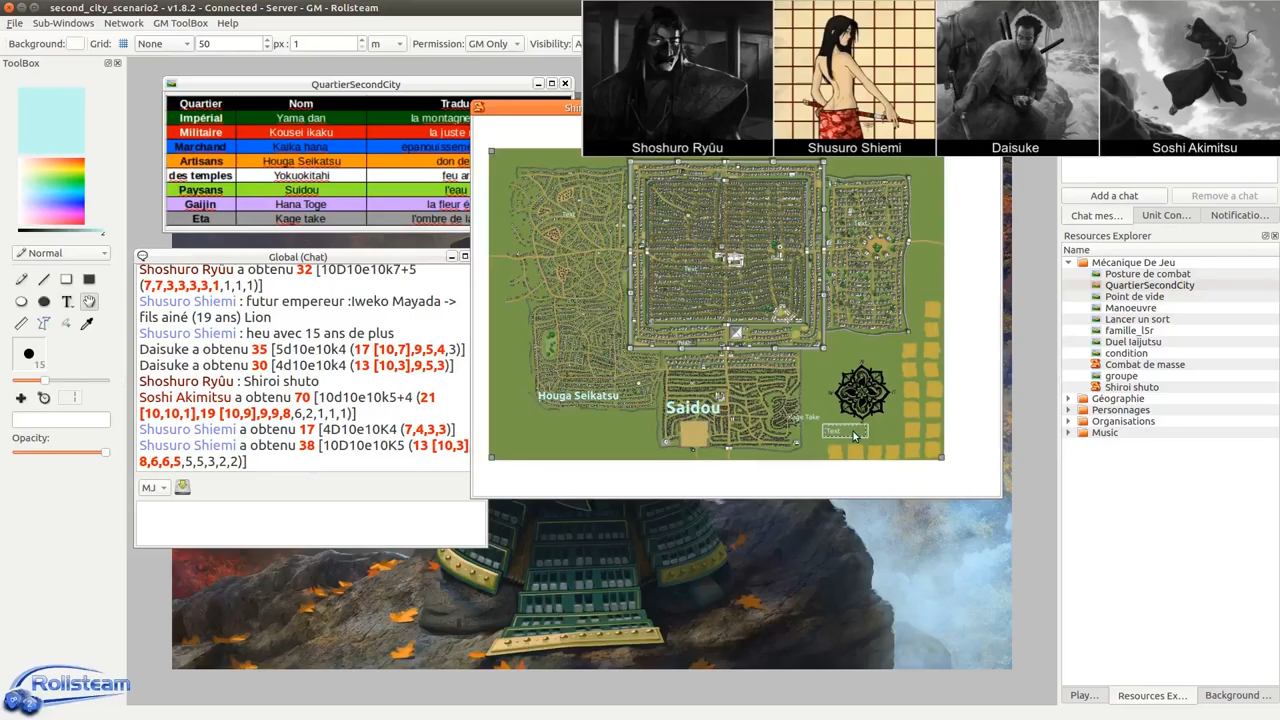 second_city_scenario2 - v1.8.2 - Connected - Server - GM - Rolisteam
File Sub-Windows Network GM ToolBox Help
Background: Grid: None 50 px : 1 m Permission: GM Only Visibility:
ToolBox
Normal
15
Opacity:
Rolisteam
QuartierSecondCity
Quartier Nom Tradu
Impérial Yama dan la montagne
Militaire Kousei ikaku la juste
Marchand Kaika hana épanouissem
Artisans Houga Seikatsu don de
des temples Yokuokitahi feu ar
Paysans Suidou l'eau
Gaijin Hana Toge la fleur
Eta Kage take l'ombre de la
Global (Chat)
Shoshuro Ryûu a obtenu 32 [10D10e10k7+5
(7,7,3,3,3,3,1,1,1,1)]
Shusuro Shiemi : futur empereur :Iweko Mayada ->
fils ainé (19 ans) Lion
Shusuro Shiemi : heu avec 15 ans de plus
Daisuke a obtenu 35 [5d10e10k4 (17 [10,7],9,5,4,3)]
Daisuke a obtenu 30 [4d10e10k4 (13 [10,3],9,5,3)]
Shoshuro Ryûu : Shiroi shuto
Soshi Akimitsu a obtenu 70 [10d10e10k5+4 (21
[10,10,1],19 [10,9],9,9,8,6,2,1,1,1)]
Shusuro Shiemi a obtenu 17 [4D10e10K4 (7,4,3,3)]
Shusuro Shiemi a obtenu 38 [10D10e10K5 (13 [10,3]
8,6,6,5,5,5,3,2,2)]
MJ
Shi
Text
Text
Text
Text
Houga Seikatsu
Saidou
Kage Take
Text
Shoshuro Ryûu
Shusuro Shiemi
Daisuke
Soshi Akimitsu
Add a chat Remove a chat
Chat mes... Unit Con... Notificatio...
Resources Explorer
Name
Mécanique De Jeu
Posture de combat
QuartierSecondCity
Point de vide
Manoeuvre
Lancer un sort
famille_l5r
Duel Iaijutsu
condition
Combat de masse
groupe
Shiroi shuto
Géographie
Personnages
Organisations
Music
Play... Resources Ex... Background ...